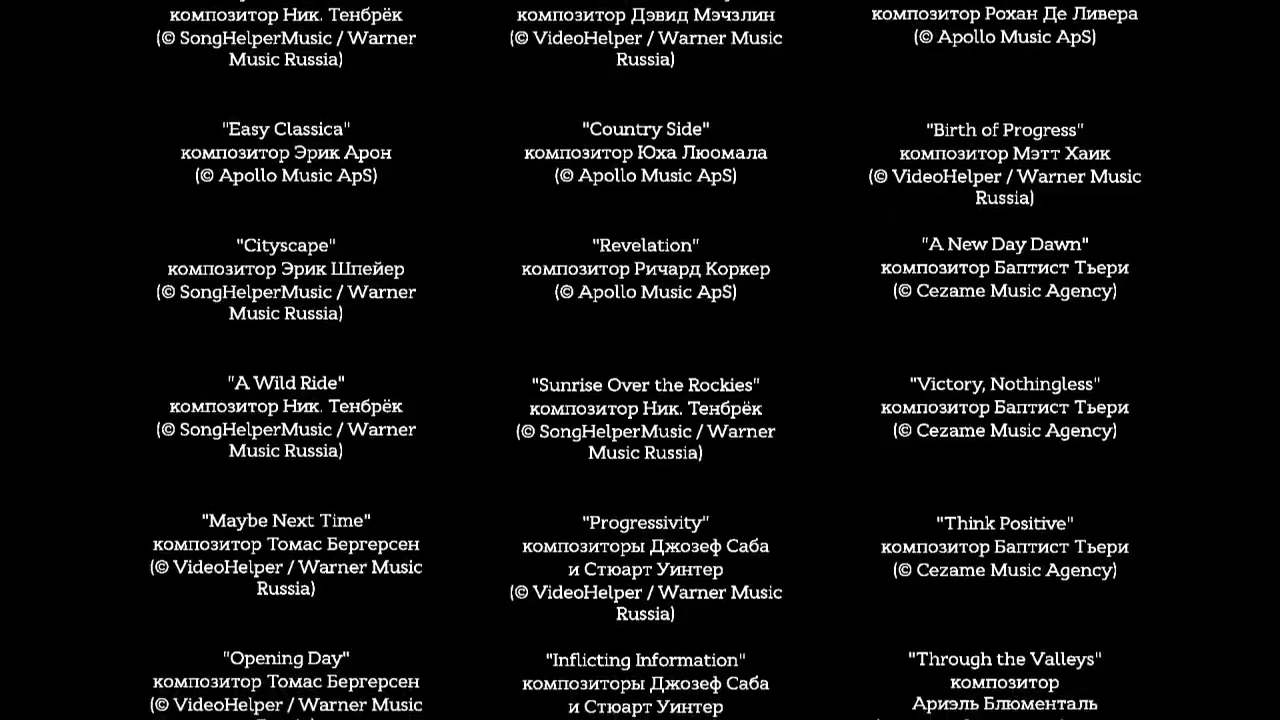 композитор Ник. Тенбрёк
(© SongHelperMusic / Warner
Music Russia)
"Easy Classica"
композитор Эрик Арон
(© Apollo Music ApS)
"Cityscape"
композитор Эрик Шпейер
(© SongHelperMusic / Warner
Music Russia)
"A Wild Ride"
композитор Ник. Тенбрёк
(© SongHelperMusic / Warner
Music Russia)
"Maybe Next Time"
композитор Томас Бергерсен
(© VideoHelper / Warner Music
Russia)
"Opening Day"
композитор Томас Бергерсен
(© VideoHelper / Warner Music
композитор Дэвид Мэчзлин
(© VideoHelper / Warner Music
Russia)
"Country Side"
композитор Юха Люомала
(© Apollo Music ApS)
"Revelation"
композитор Ричард Коркер
(© Apollo Music ApS)
"Sunrise Over the Rockies"
композитор Ник. Тенбрёк
(© SongHelperMusic / Warner
Music Russia)
"Progressivity"
композиторы Джозеф Саба
и Стюарт Уинтер
(© VideoHelper / Warner Music
Russia)
"Inflicting Information"
композиторы Джозеф Саба
и Стюарт Уинтер
композитор Рохан Де Ливера
(© Apollo Music ApS)
"Birth of Progress"
композитор Мэтт Хаик
(© VideoHelper / Warner Music
Russia)
"A New Day Dawn"
композитор Баптист Тьери
(© Cezame Music Agency)
"Victory, Nothingless"
композитор Баптист Тьери
(© Cezame Music Agency)
"Think Positive"
композитор Баптист Тьери
(© Cezame Music Agency)
"Through the Valleys"
композитор
Ариэль Блюменталь